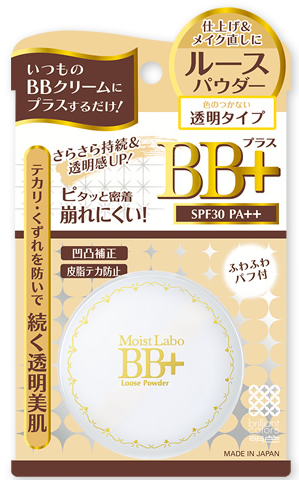 いつもの
BBクリームに
プラスするだけ!
仕上げ&
メイク直しに
ルース
パウダー
色のつかない
透明タイプ
さらさら持続&
透明感UP!
プラス
BB+
ピタッと密着
崩れにくい!
SPF30 PA++
テカリ・くずれを防いで 続く透明美肌
凹凸補正
皮脂テカ防止
ふわふわ
パフ付
Moist Labo
BB+
Loose Powder
brilliant
colors
MADE IN JAPAN